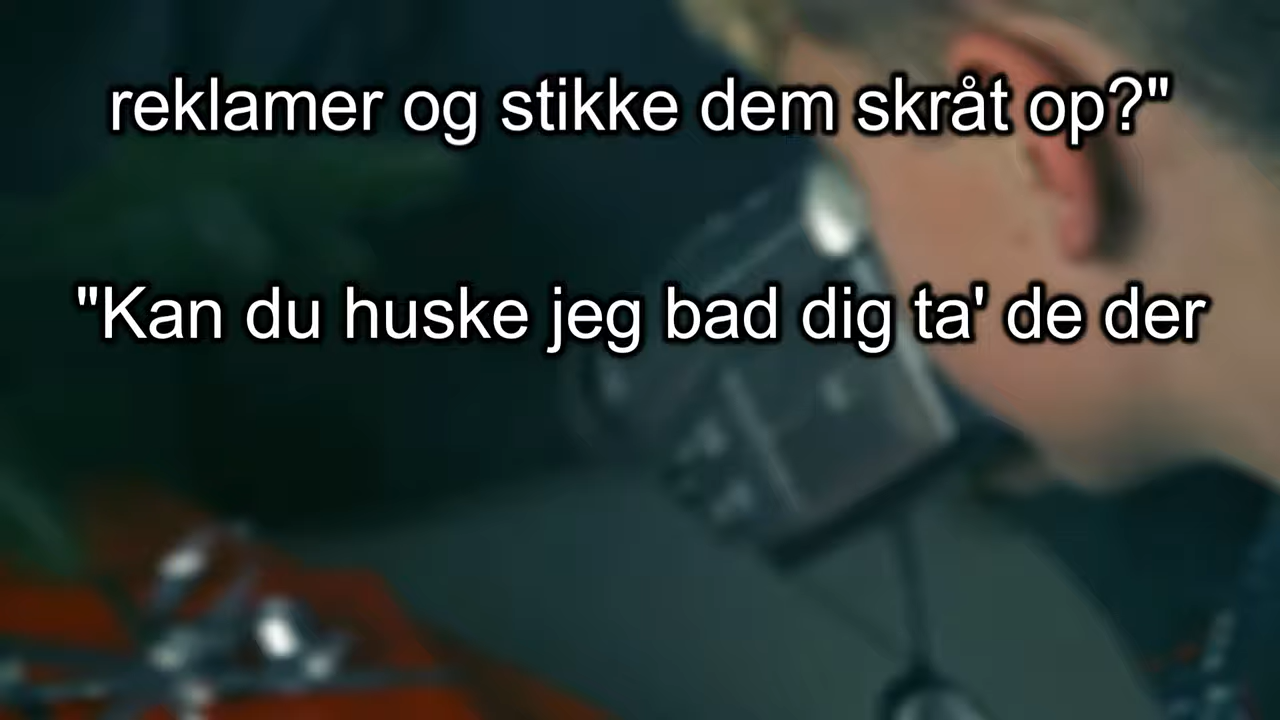 reklamer og stikke dem skråt op?"
"Kan du huske jeg bad dig ta' de der